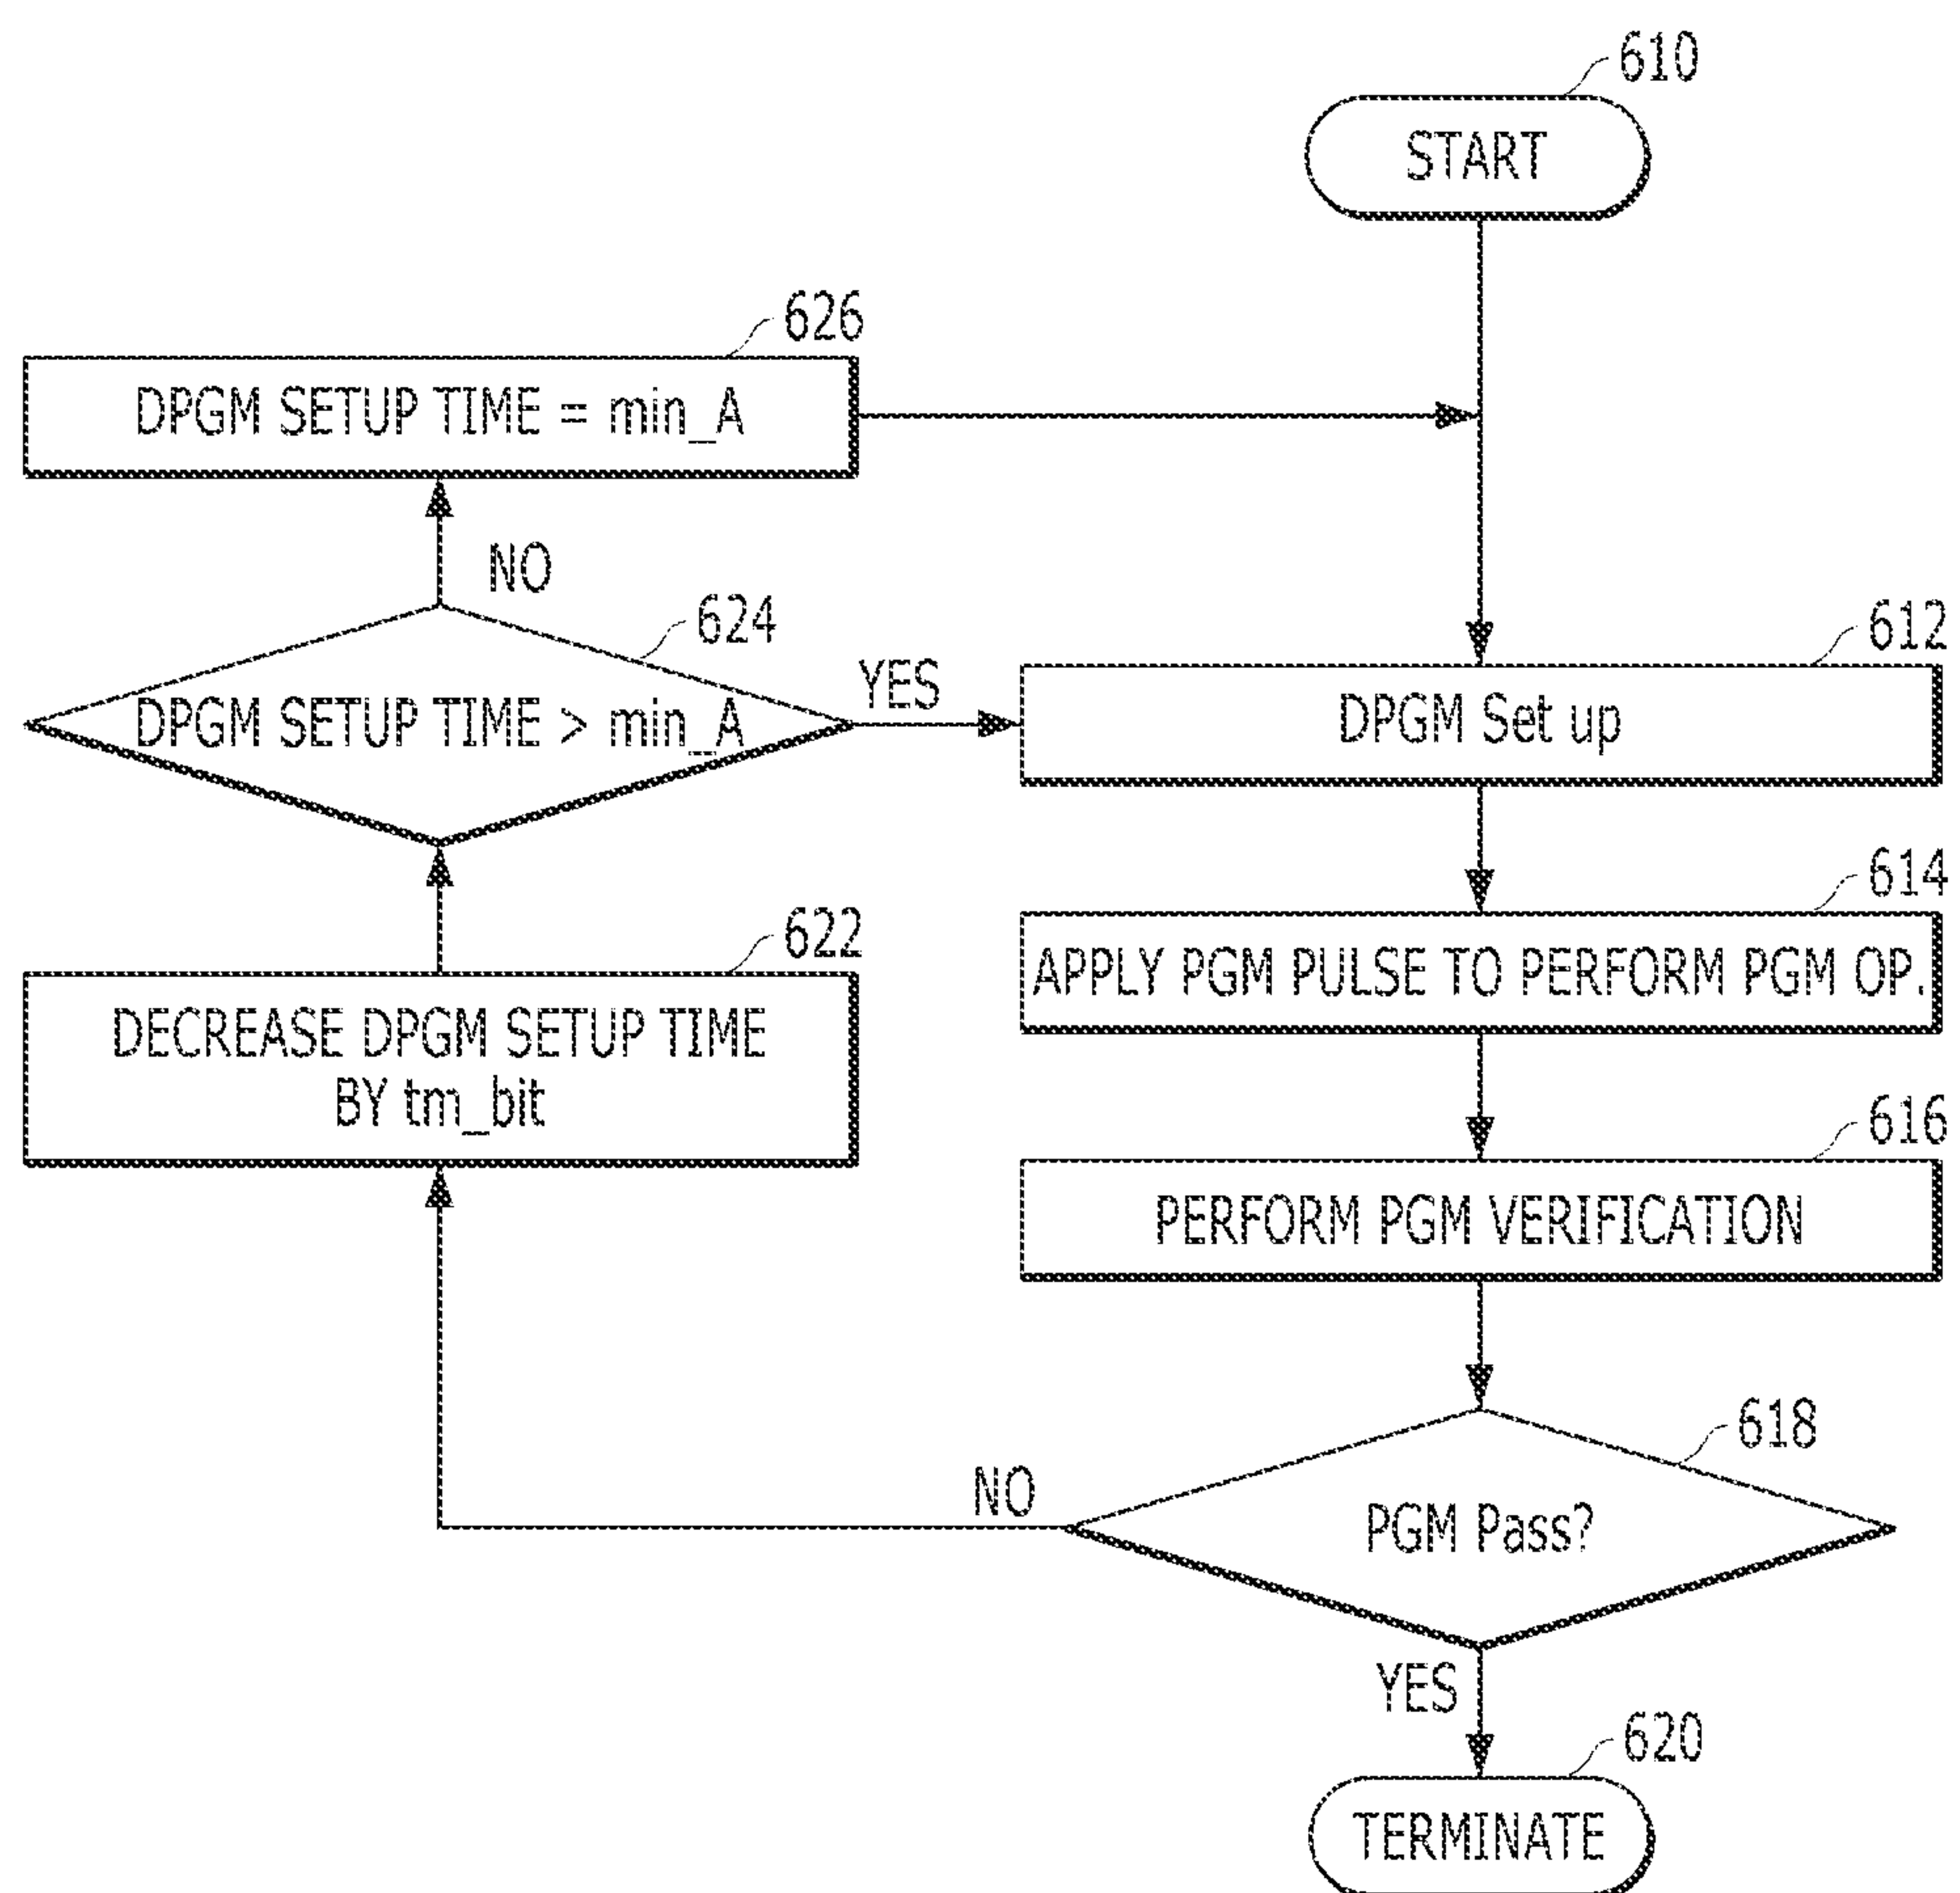 610
START
626
DPGM SETUP TIME = min_A
NO
624
DPGM SETUP TIME > min_A
YES
612
DPGM Set up
614
APPLY PGM PULSE TO PERFORM PGM OP.
622
DECREASE DPGM SETUP TIME
BY tm_bit
616
PERFORM PGM VERIFICATION
618
PGM Pass?
NO
YES
620
TERMINATE